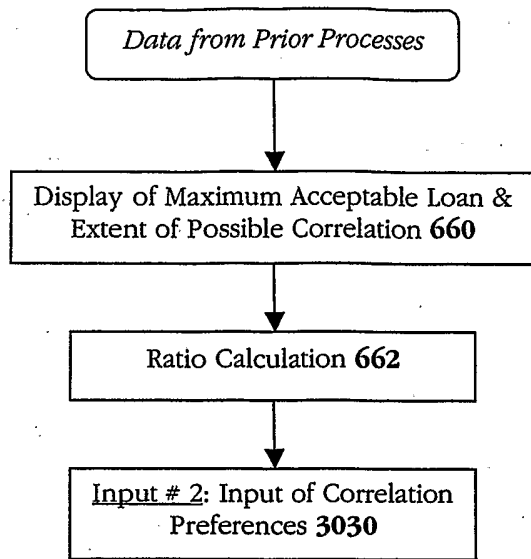 Data from Prior Processes
Display of Maximum Acceptable Loan &
Extent of Possible Correlation 660
Ratio Calculation 662
Input # 2: Input of Correlation
Preferences 3030